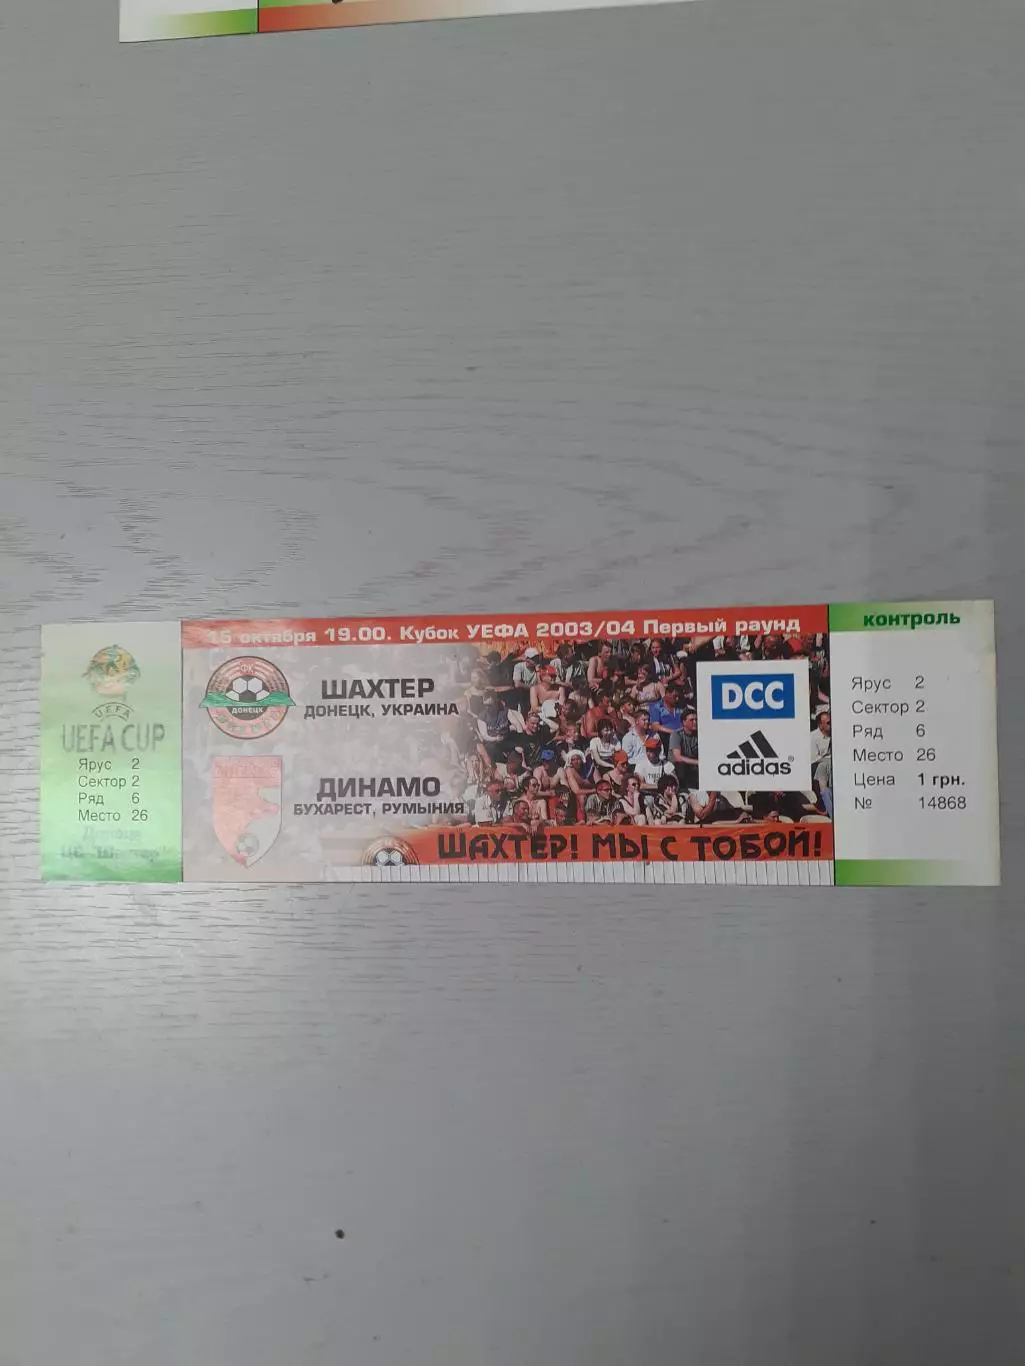 15 октября 19.00. Кубок УЕФА 2003/04 Первый раунд
контроль
ФК
ДОНЕЦК
ШАХТЕР
ДОНЕЦК, УКРАИНА
ДИНАМО
БУХАРЕСТ, РУМЫНИЯ
DCC
adidas
ШАХТЕР! МЫ С ТОБОЙ!
UEFA
UEFA CUP
Ярус 2
Сектор 2
Ряд 6
Место 26
Ярус 2
Сектор 2
Ряд 6
Место 26
Цена 1 грн.
№ 14868